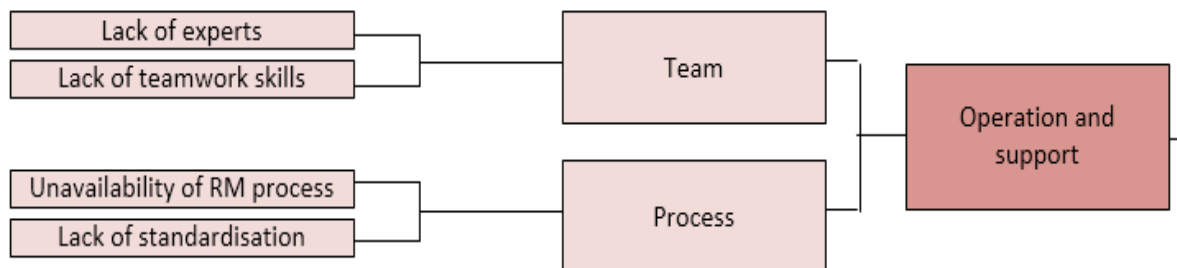 Lack of experts
Lack of teamwork skills
Team
Operation and
support
Unavailability of RM process
Lack of standardisation
Process